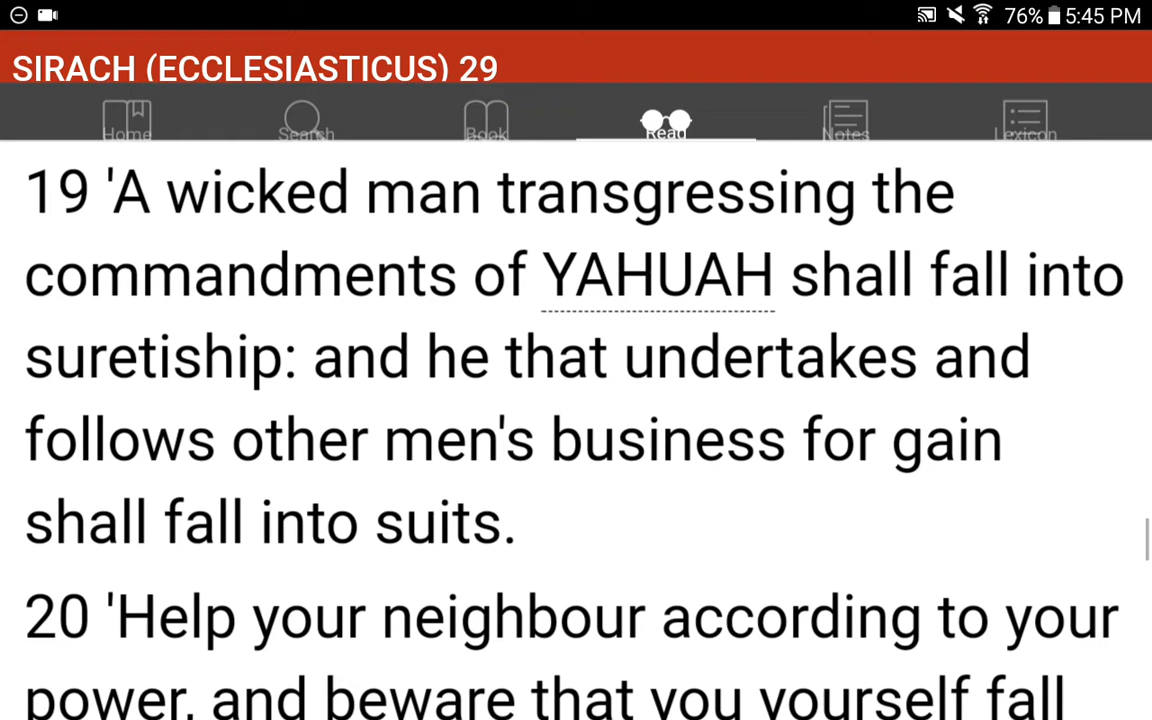 76% 5:45 PM
SIRACH (ECCLESIASTICUS) 29
Home Search Book Read Notes Lexicon
19 'A wicked man transgressing the
commandments of YAHUAH shall fall into
suretiship: and he that undertakes and
follows other men's business for gain
shall fall into suits.
20 'Help your neighbour according to your
power, and beware that you yourself fall